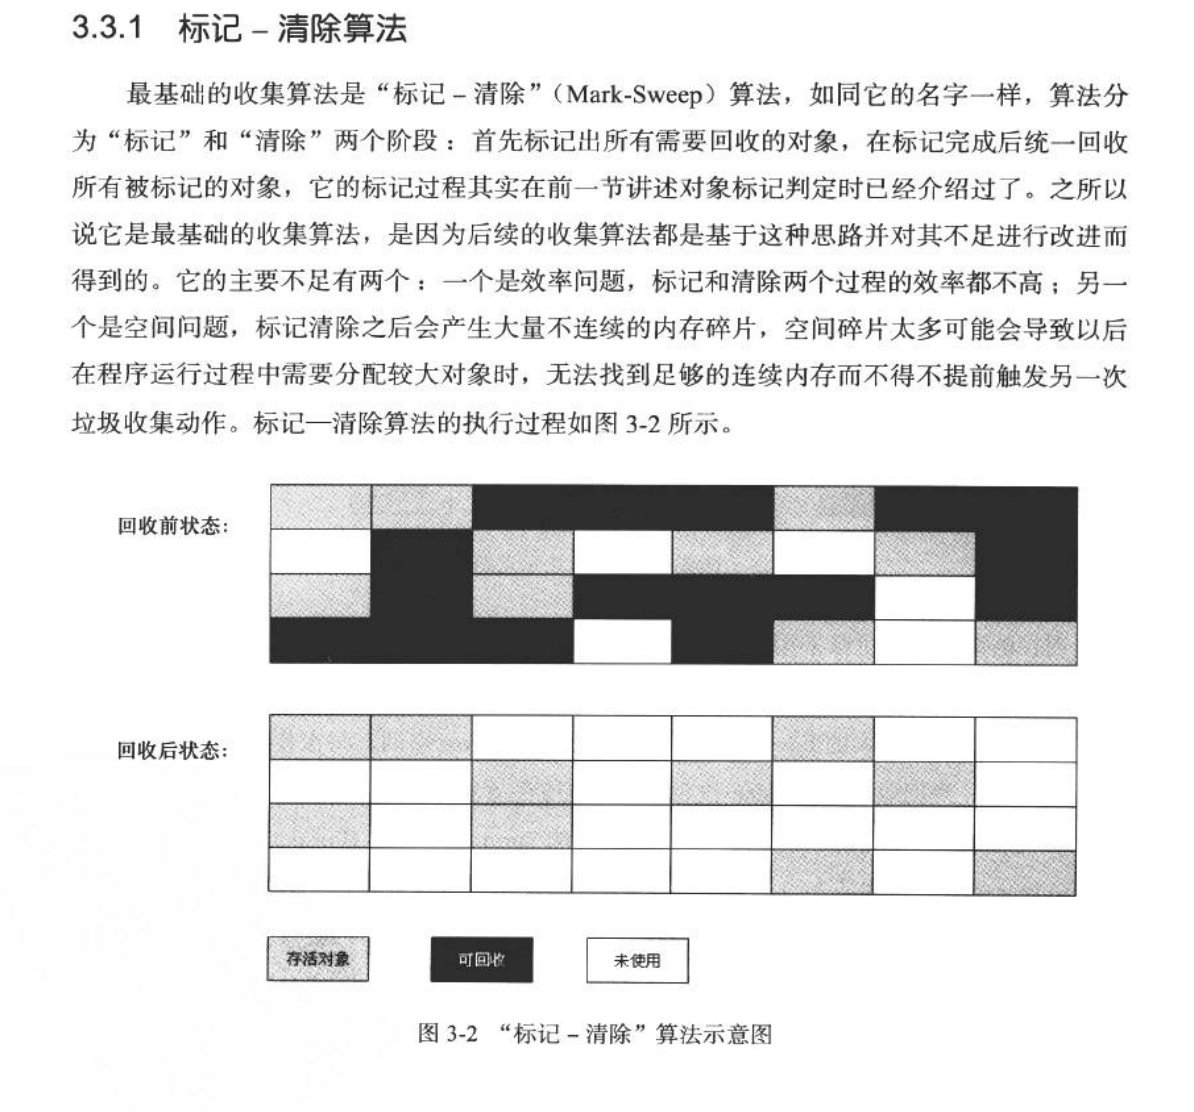 3.3.1 标记 – 清除算法
最基础的收集算法是“标记 – 清除”（Mark-Sweep）算法，如同它的名字一样，算法分
为“标记”和“清除”两个阶段：首先标记出所有需要回收的对象，在标记完成后统一回收
所有被标记的对象，它的标记过程其实在前一节讲述对象标记判定时已经介绍过了。之所以
说它是最基础的收集算法，是因为后续的收集算法都是基于这种思路并对其不足进行改进而
得到的。它的主要不足有两个：一个是效率问题，标记和清除两个过程的效率都不高；另一
个是空间问题，标记清除之后会产生大量不连续的内存碎片，空间碎片太多可能会导致以后
在程序运行过程中需要分配较大对象时，无法找到足够的连续内存而不得不提前触发另一次
垃圾收集动作。标记—清除算法的执行过程如图 3-2 所示。
回收前状态：
回收后状态：
存活对象
可回收
未使用
图 3-2 “标记 – 清除”算法示意图